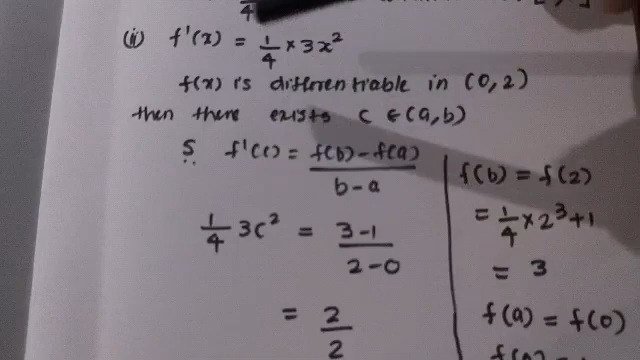 (ii) f'(x) = 1/4 × 3x²
f(x) is differentiable in (0,2)
then there exists c ∈ (a,b)
S f'(c) = f(b) - f(a) / b - a
1/4 3c² = 3-1 / 2-0
= 2/2
f(b) = f(2)
= 1/4 × 2³ + 1
= 3
f(a) = f(0)